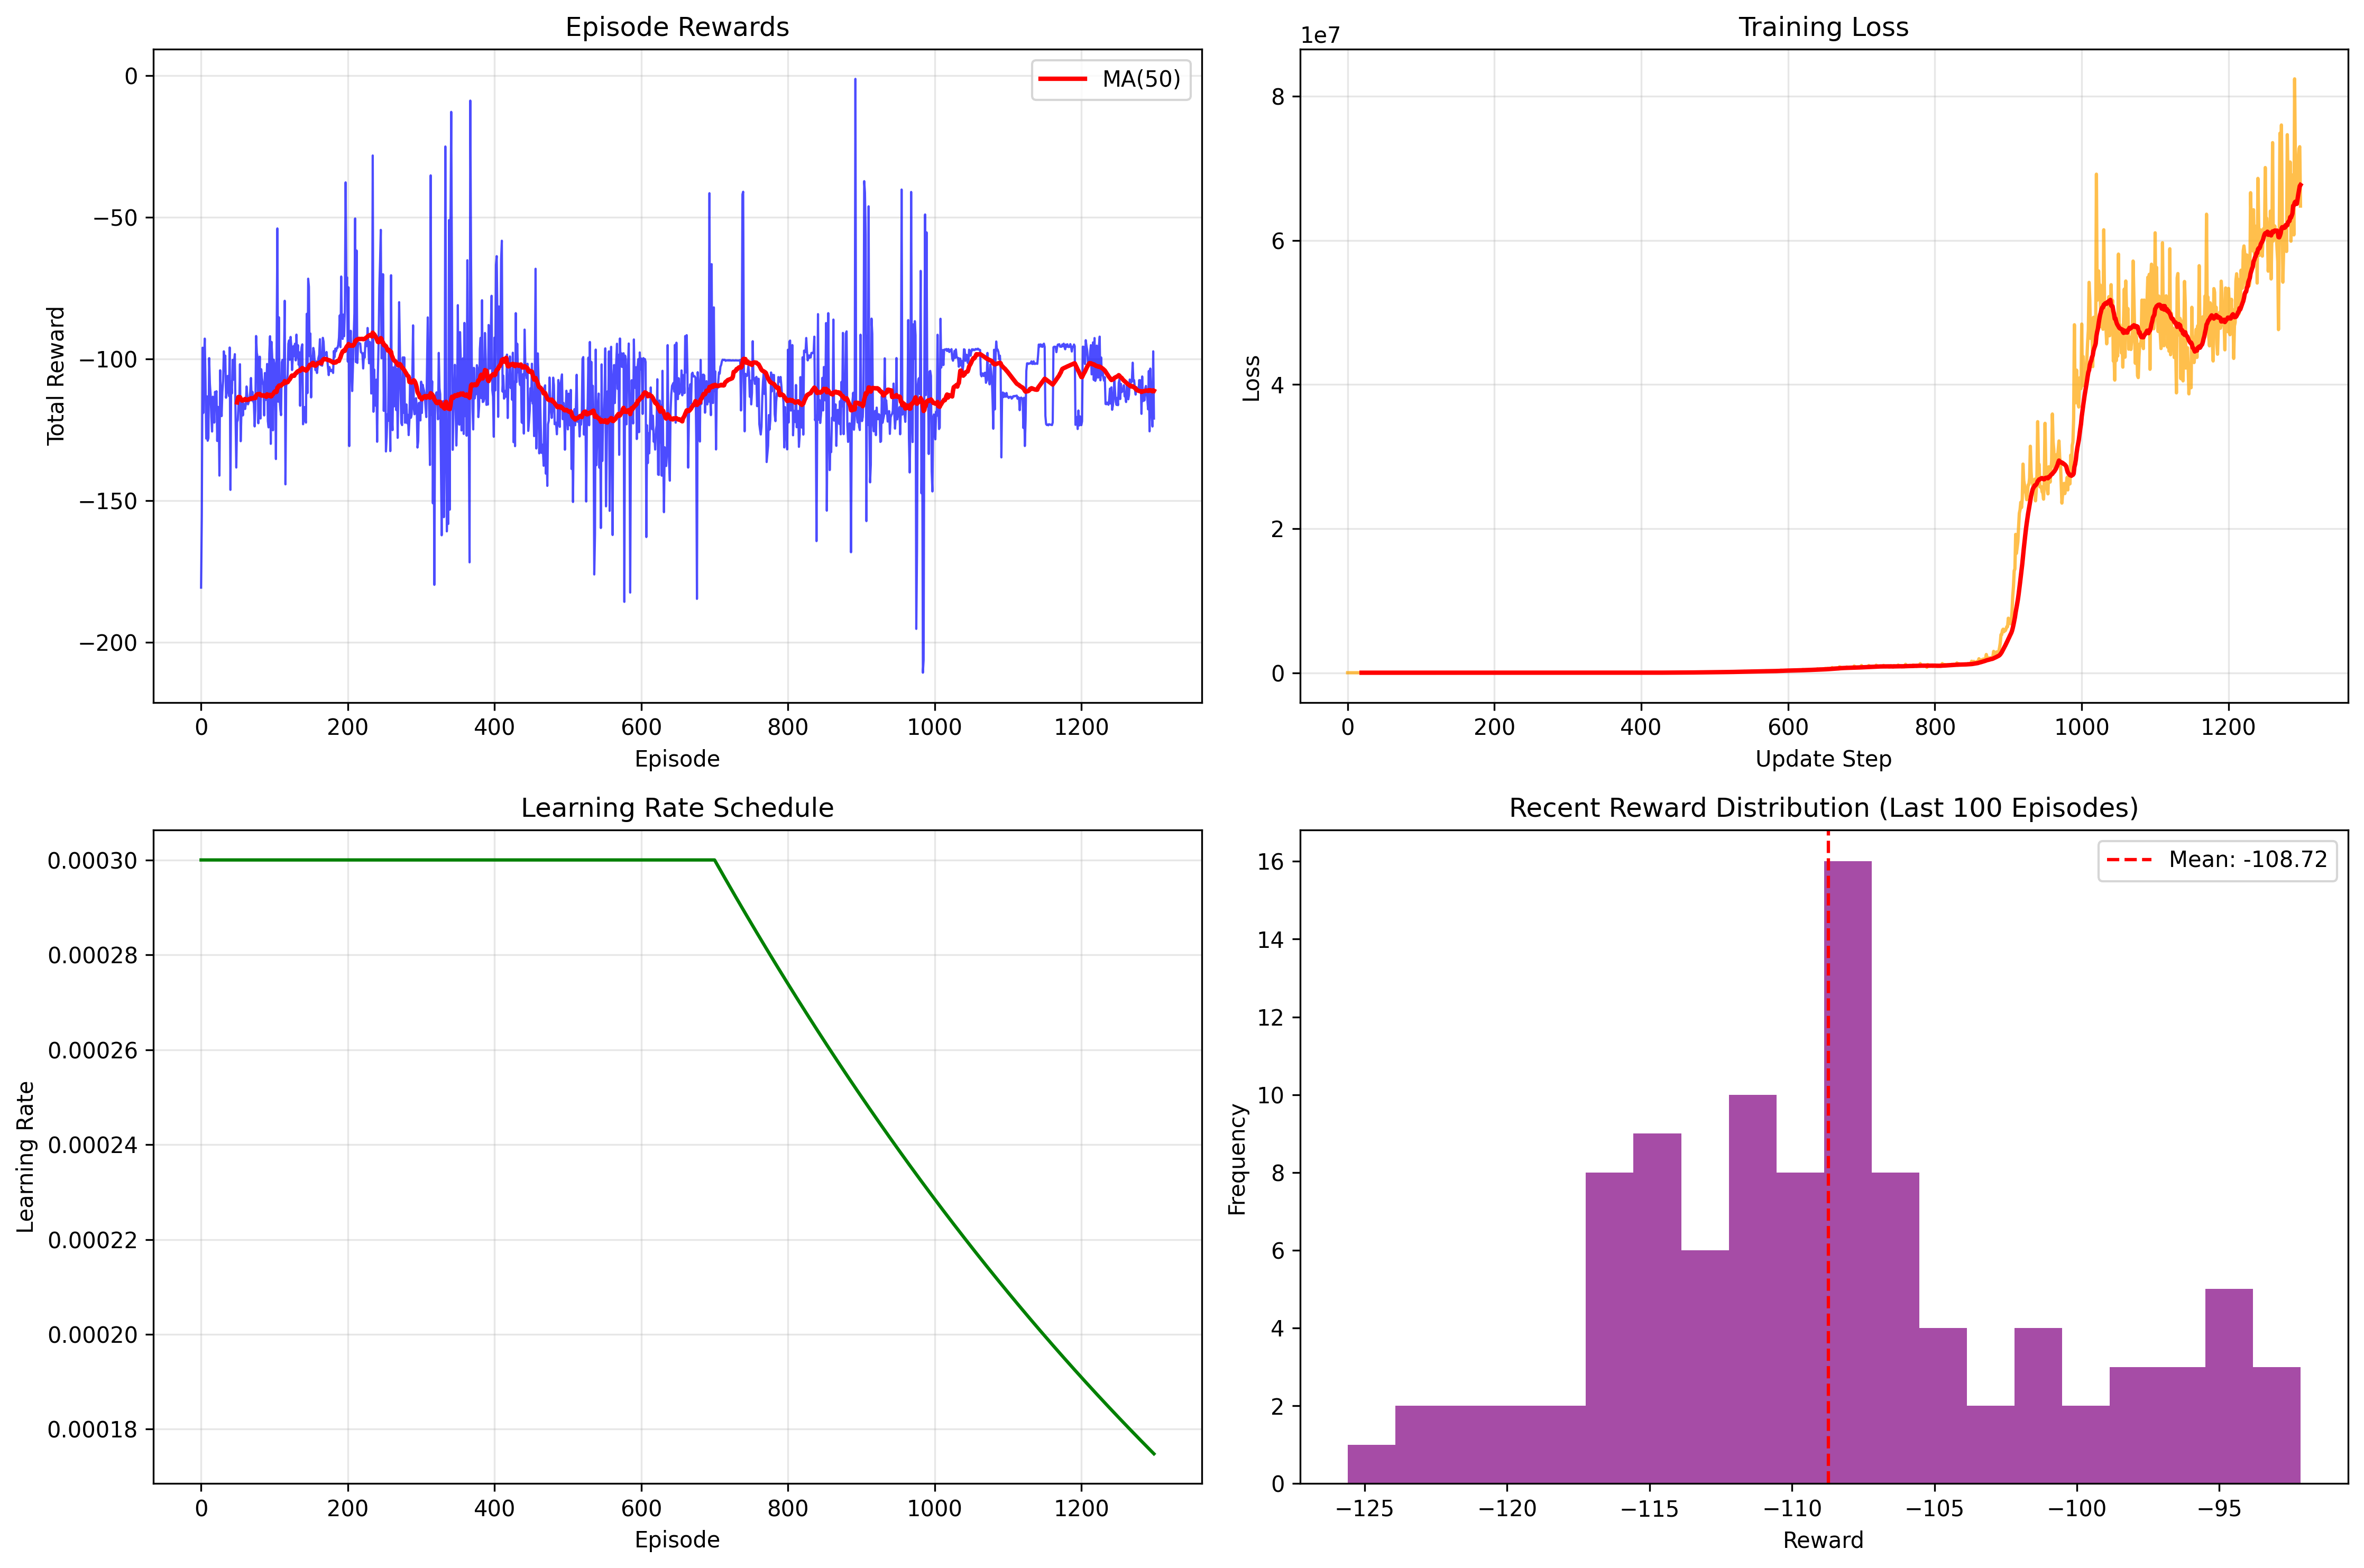 Episode Rewards
MA(50)
0
−50
−100
−150
−200
Total Reward
0 200 400 600 800 1000 1200
Episode
Training Loss
1e7
8
6
4
2
0
Loss
0 200 400 600 800 1000 1200
Update Step
Learning Rate Schedule
0.00030
0.00028
0.00026
0.00024
0.00022
0.00020
0.00018
Learning Rate
0 200 400 600 800 1000 1200
Episode
Recent Reward Distribution (Last 100 Episodes)
Mean: -108.72
16
14
12
10
8
6
4
2
0
Frequency
−125 −120 −115 −110 −105 −100 −95
Reward